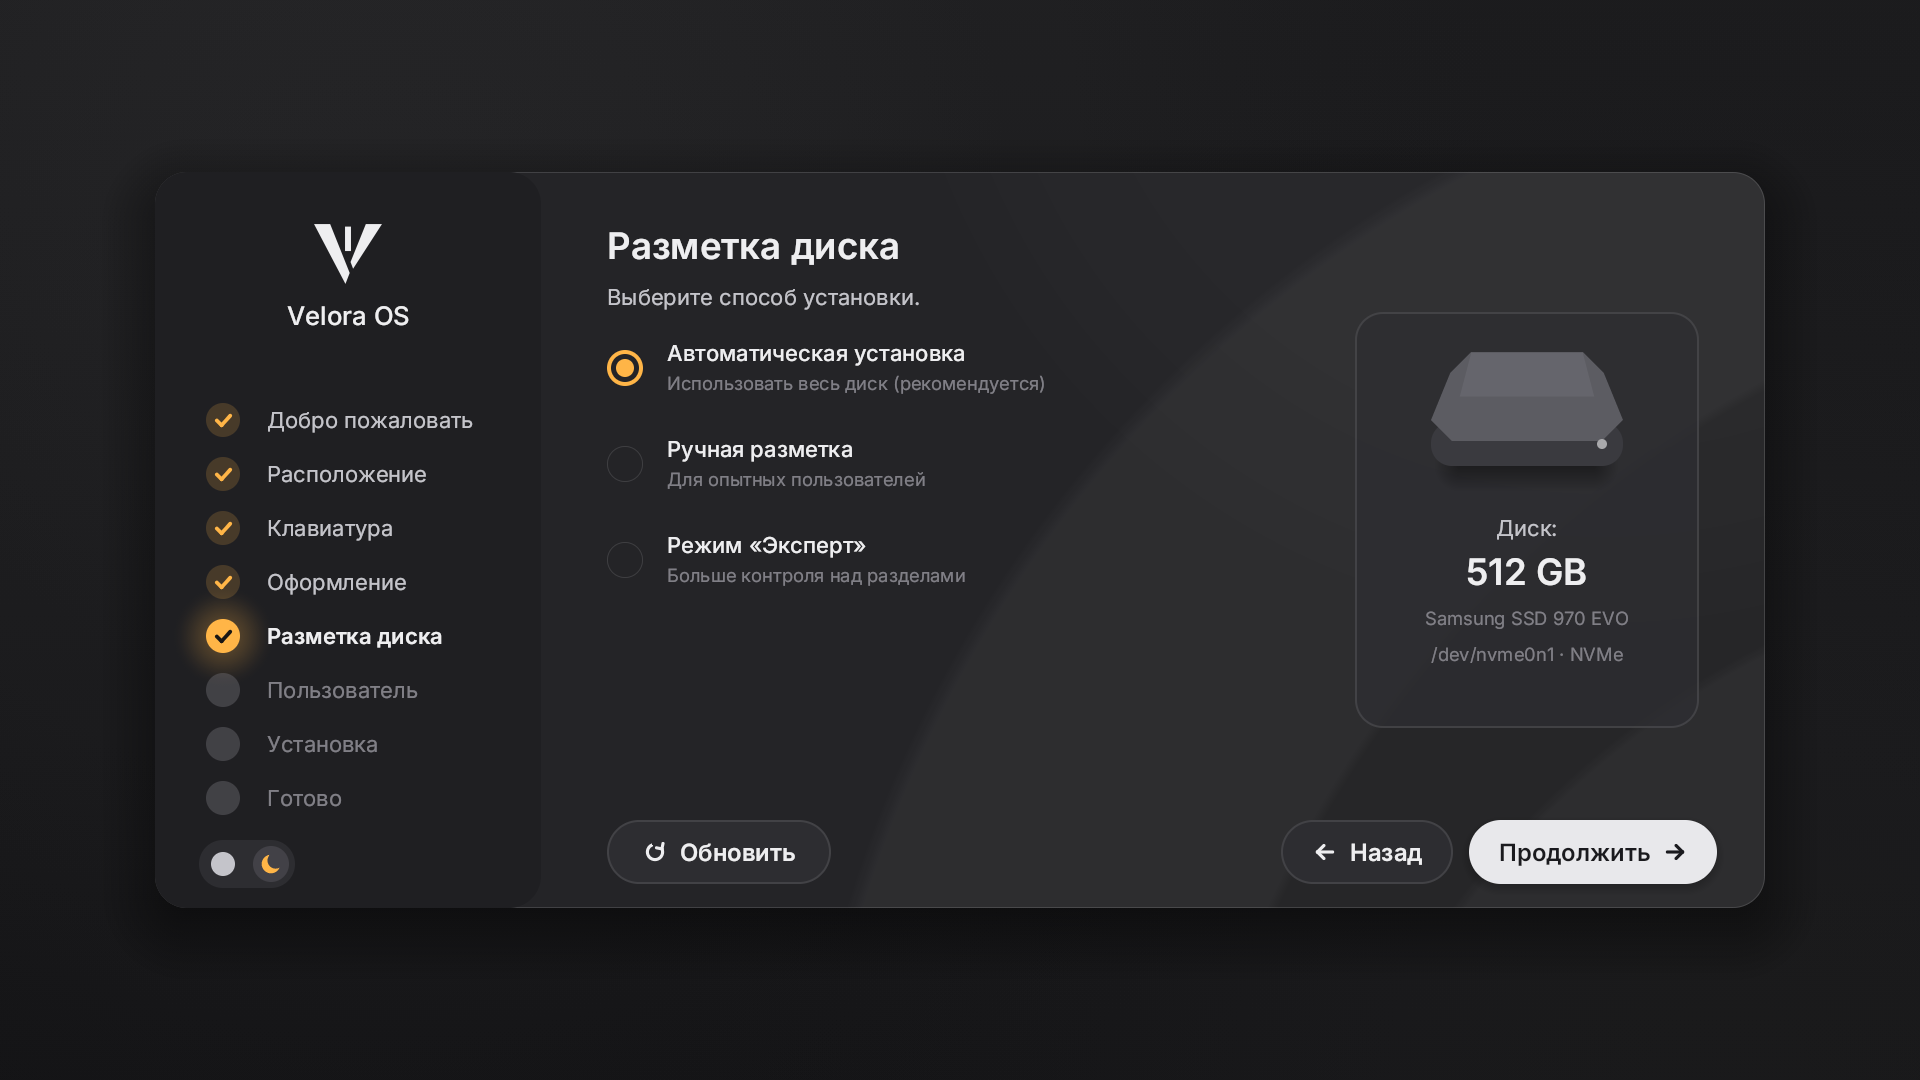 Velora OS
Добро пожаловать
Расположение
Клавиатура
Оформление
Разметка диска
Пользователь
Установка
Готово
Разметка диска
Выберите способ установки.
Автоматическая установка
Использовать весь диск (рекомендуется)
Ручная разметка
Для опытных пользователей
Режим «Эксперт»
Больше контроля над разделами
Диск:
512 GB
Samsung SSD 970 EVO
/dev/nvme0n1 · NVMe
Обновить
Назад
Продолжить